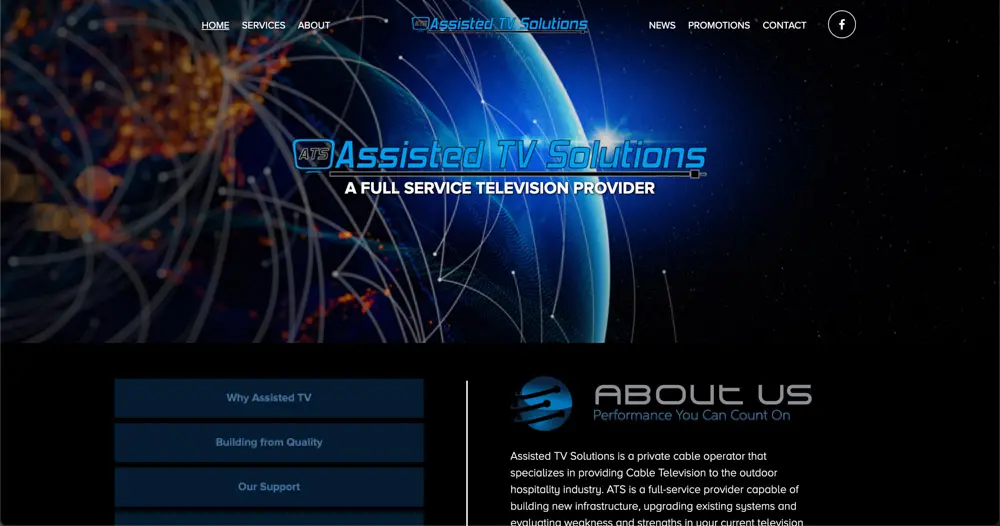 HOME SERVICES ABOUT
ATS Assisted TV Solutions
NEWS PROMOTIONS CONTACT
f
ATS Assisted TV Solutions
A FULL SERVICE TELEVISION PROVIDER
Why Assisted TV
Building from Quality
Our Support
ABOUT US
Performance You Can Count On
Assisted TV Solutions is a private cable operator that
specializes in providing Cable Television to the outdoor
hospitality industry. ATS is a full-service provider capable of
building new infrastructure, upgrading existing systems and
evaluating weakness and strengths in your current television